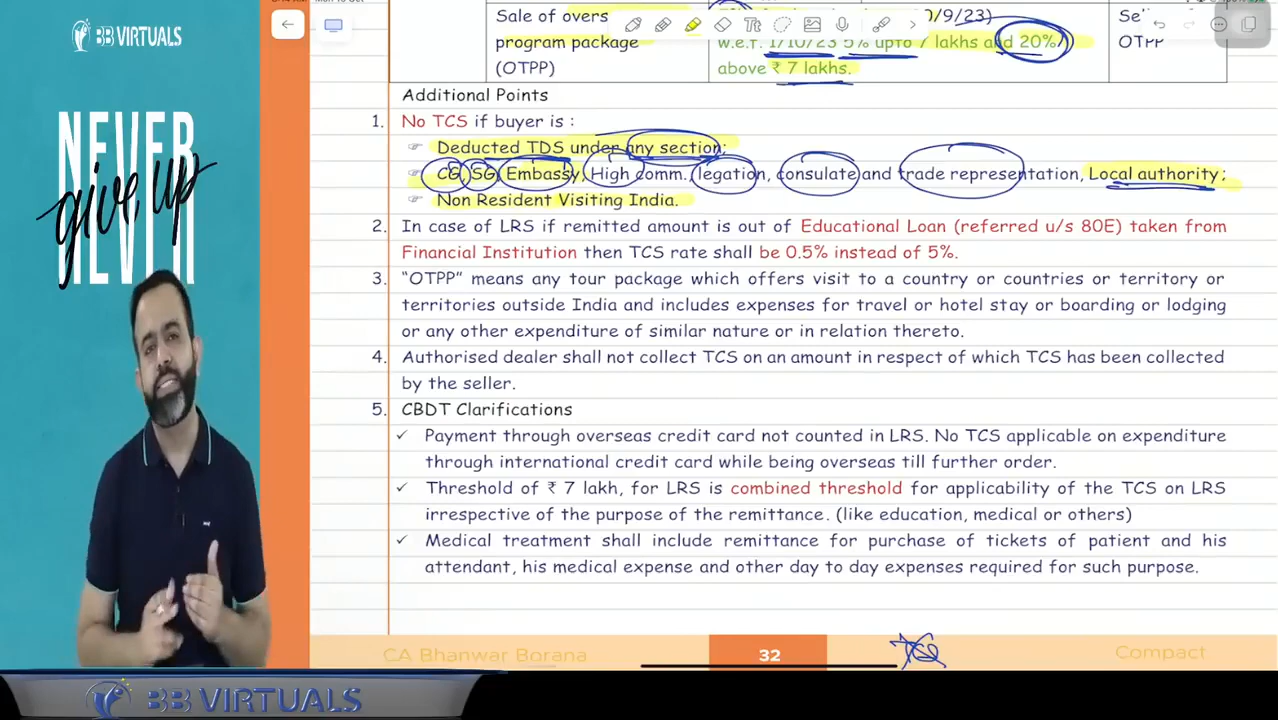 BB VIRTUALS
NEVER
give up
NEVER
Sale of overs
program package
(OTPP)
w.e.f. 1/10/23 5% upto 7 lakhs and 20%
above ₹ 7 lakhs.
OTPP
Additional Points
1. No TCS if buyer is :
☞ Deducted TDS under any section;
☞ CG, SG, Embassy, High comm., legation, consulate and trade representation, Local authority ;
☞ Non Resident Visiting India.
2. In case of LRS if remitted amount is out of Educational Loan (referred u/s 80E) taken from
Financial Institution then TCS rate shall be 0.5% instead of 5%.
3. “OTPP” means any tour package which offers visit to a country or countries or territory or
territories outside India and includes expenses for travel or hotel stay or boarding or lodging
or any other expenditure of similar nature or in relation thereto.
4. Authorised dealer shall not collect TCS on an amount in respect of which TCS has been collected
by the seller.
5. CBDT Clarifications
✓ Payment through overseas credit card not counted in LRS. No TCS applicable on expenditure
through international credit card while being overseas till further order.
✓ Threshold of ₹ 7 lakh, for LRS is combined threshold for applicability of the TCS on LRS
irrespective of the purpose of the remittance. (like education, medical or others)
✓ Medical treatment shall include remittance for purchase of tickets of patient and his
attendant, his medical expense and other day to day expenses required for such purpose.
CA Bhanwar Borana 32 Compact
BB VIRTUALS